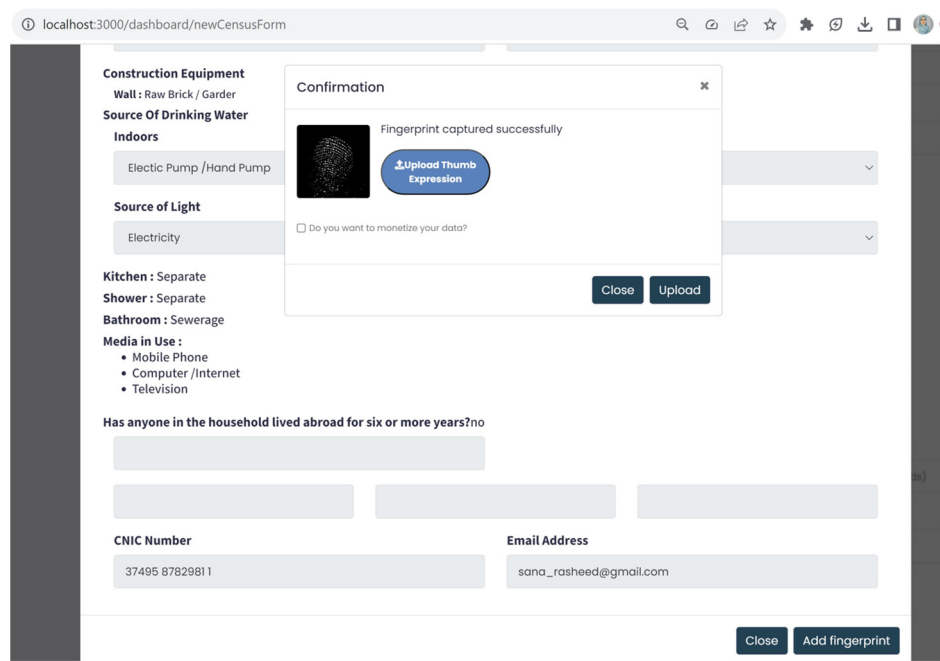 localhost:3000/dashboard/newCensusForm
Construction Equipment
Wall : Raw Brick / Garder
Source Of Drinking Water
Indoors
Electic Pump /Hand Pump
Source of Light
Electricity
Kitchen : Separate
Shower : Separate
Bathroom : Sewerage
Media in Use :
Mobile Phone
Computer /Internet
Television
Has anyone in the household lived abroad for six or more years?no
CNIC Number
Email Address
37495 87829811
sana_rasheed@gmail.com
Close
Add fingerprint
Confirmation
Fingerprint captured successfully
Upload Thumb
Expression
Do you want to monetize your data?
Close
Upload